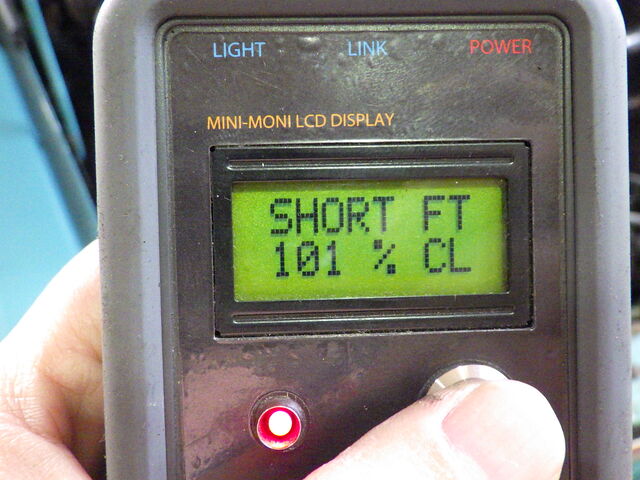 LIGHT LINK POWER
MINI-MONI LCD DISPLAY
SHORT FT
101 % CL